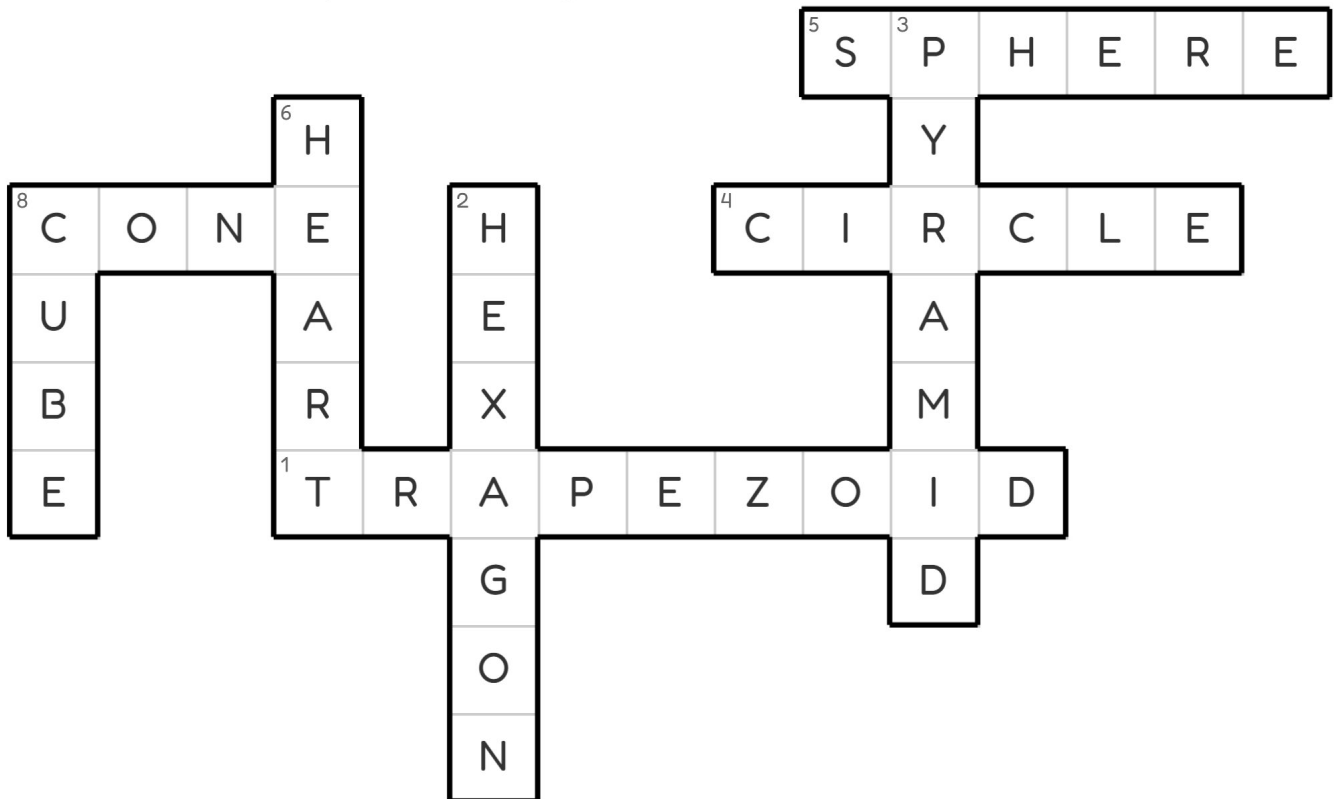 5 S 3 P H E R E
6 H Y
8 C O N E 2 H 4 C I R C L E
U A E A
B R X M
E 1 T R A P E Z O I D
G D
O
N